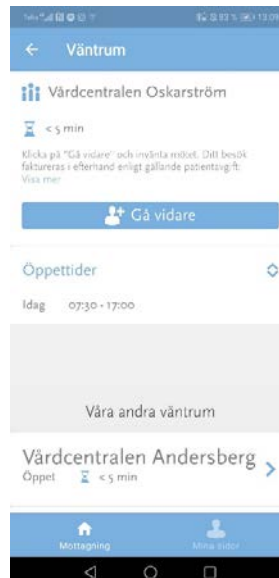 Väntrum
Vårdcentralen Oskarström
< 5 min
Klicka på "Gå vidare" och invänta mötet. Ditt besök
faktureras i efterhand enligt gällande patientavgift.
Visa mer
Gå vidare
Öppettider
Idag 07:30 - 17:00
Våra andra väntrum
Vårdcentralen Andersberg
Öppet < 5 min
Mottagning Mina sidor